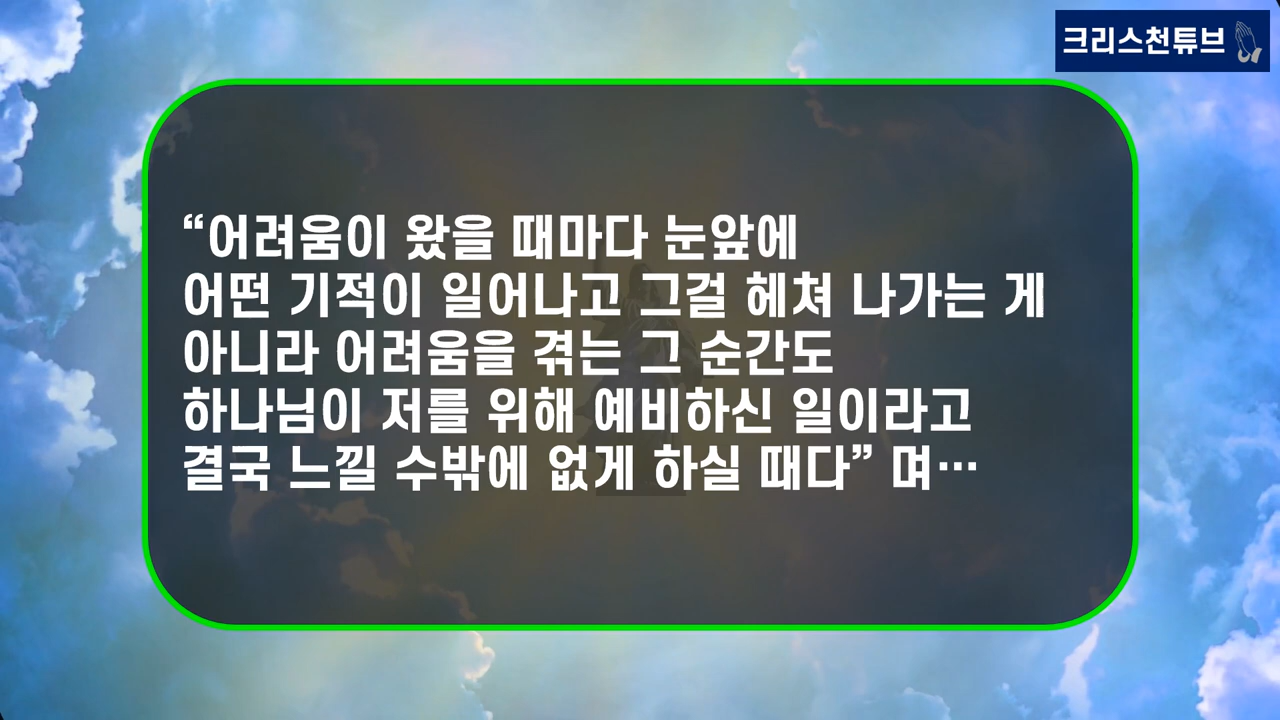 크리스천튜브
“어려움이 왔을 때마다 눈앞에
어떤 기적이 일어나고 그걸 헤쳐 나가는 게
아니라 어려움을 겪는 그 순간도
하나님이 저를 위해 예비하신 일이라고
결국 느낄 수밖에 없게 하실 때다” 며…